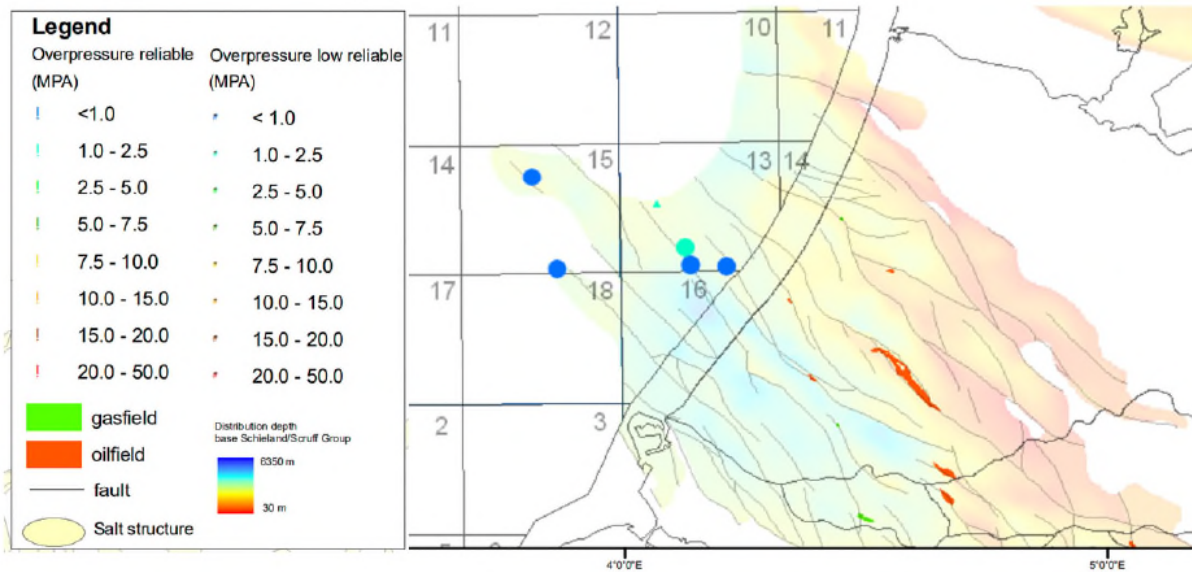 Legend
Overpressure reliable
(MPA)
Overpressure low reliable
(MPA)
! <1.0
! 1.0 - 2.5
! 2.5 - 5.0
! 5.0 - 7.5
! 7.5 - 10.0
! 10.0 - 15.0
! 15.0 - 20.0
! 20.0 - 50.0
< 1.0
1.0 - 2.5
2.5 - 5.0
5.0 - 7.5
7.5 - 10.0
10.0 - 15.0
15.0 - 20.0
20.0 - 50.0
gasfield
oilfield
fault
Salt structure
Distribution depth
base Schieland/Scruff Group
6350 m
30 m
11
12
10
11
14
15
13
14
17
18
16
2
3
4°0'0"E
5°0'0"E